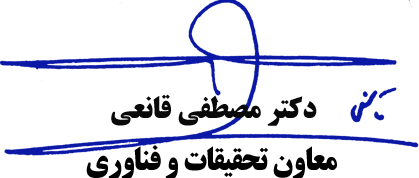 دکتر مصطفی قانعی
معاون تحقیقات و فناوری